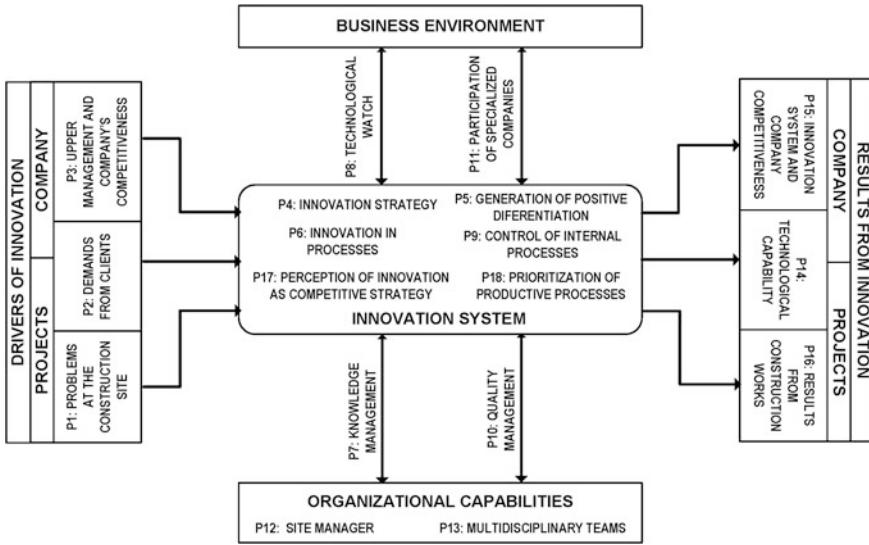 BUSINESS ENVIRONMENT
DRIVERS OF INNOVATION
COMPANY
PROJECTS
P3: UPPER
MANAGEMENT AND
COMPANY'S
COMPETITIVENESS
P2: DEMANDS
FROM CLIENTS
P1: PROBLEMS
AT THE
CONSTRUCTION
SITE
P8: TECHNOLOGICAL
WATCH
P11: PARTICIPATION
OF SPECIALIZED
COMPANIES
P4: INNOVATION STRATEGY
P5: GENERATION OF POSITIVE
DIFERENTIATION
P6: INNOVATION IN
PROCESSES
P9: CONTROL OF INTERNAL
PROCESSES
P17: PERCEPTION OF INNOVATION
AS COMPETITIVE STRATEGY
P18: PRIORITIZATION OF
PRODUCTIVE PROCESSES
INNOVATION SYSTEM
P7: KNOWLEDGE
MANAGEMENT
P10: QUALITY
MANAGEMENT
P15: INNOVATION
SYSTEM AND
COMPANY
COMPETITIVENESS
P14:
TECHNOLOGICAL
CAPABILITY
P16: RESULTS
FROM
CONSTRUCTION
WORKS
COMPANY
PROJECTS
RESULTS FROM INNOVATION
ORGANIZATIONAL CAPABILITIES
P12: SITE MANAGER
P13: MULTIDISCIPLINARY TEAMS